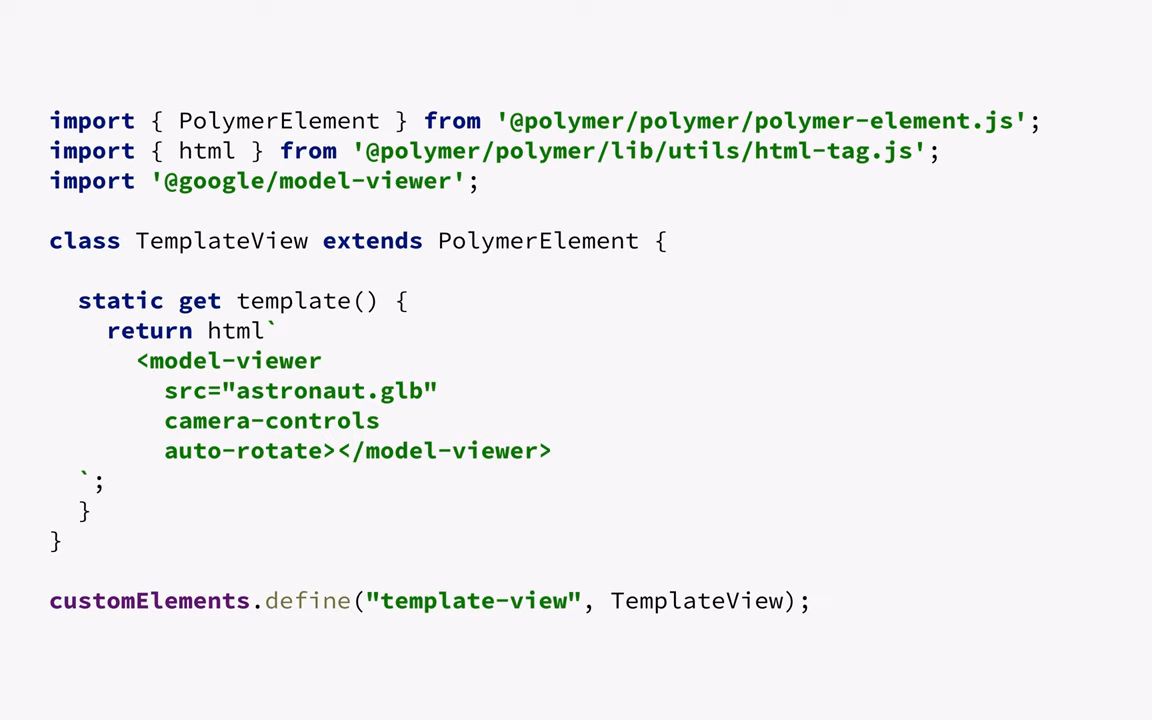 import { PolymerElement } from '@polymer/polymer/polymer-element.js';
import { html } from '@polymer/polymer/lib/utils/html-tag.js';
import '@google/model-viewer';
class TemplateView extends PolymerElement {
static get template() {
return html`
<model-viewer
src="astronaut.glb"
camera-controls
auto-rotate></model-viewer>
`;
}
}
customElements.define("template-view", TemplateView);